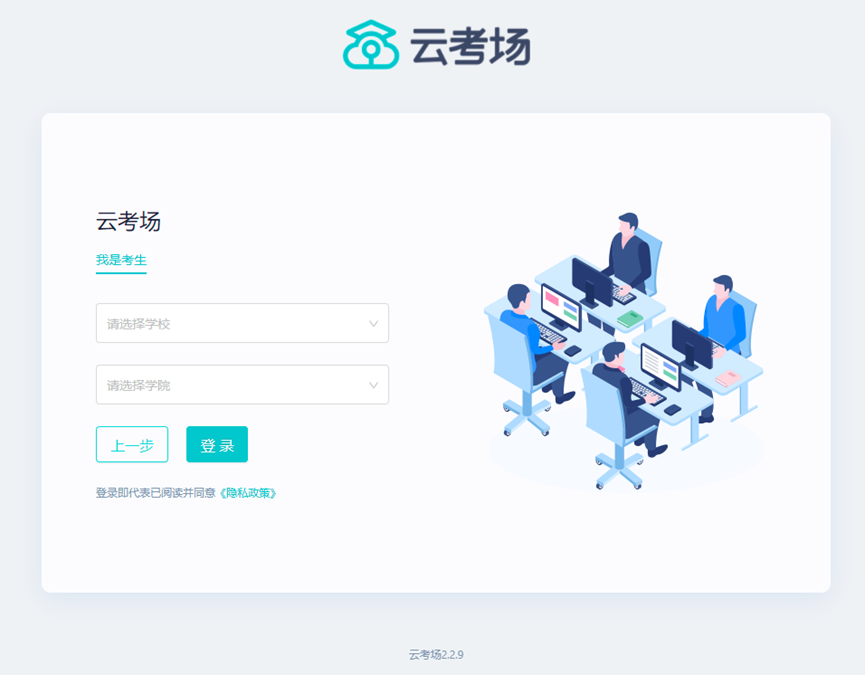 云考场
云考场
我是考生
请选择学校
请选择学院
上一步 登录
登录即代表已阅读并同意《隐私政策》
云考场2.2.9